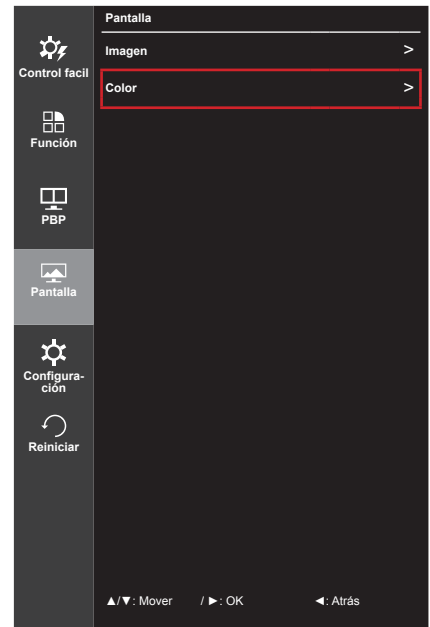 Pantalla
Imagen >
Color >
Control facil
Función
PBP
Pantalla
Configura-
ción
Reiniciar
▲/▼: Mover / ►: OK ◄: Atrás